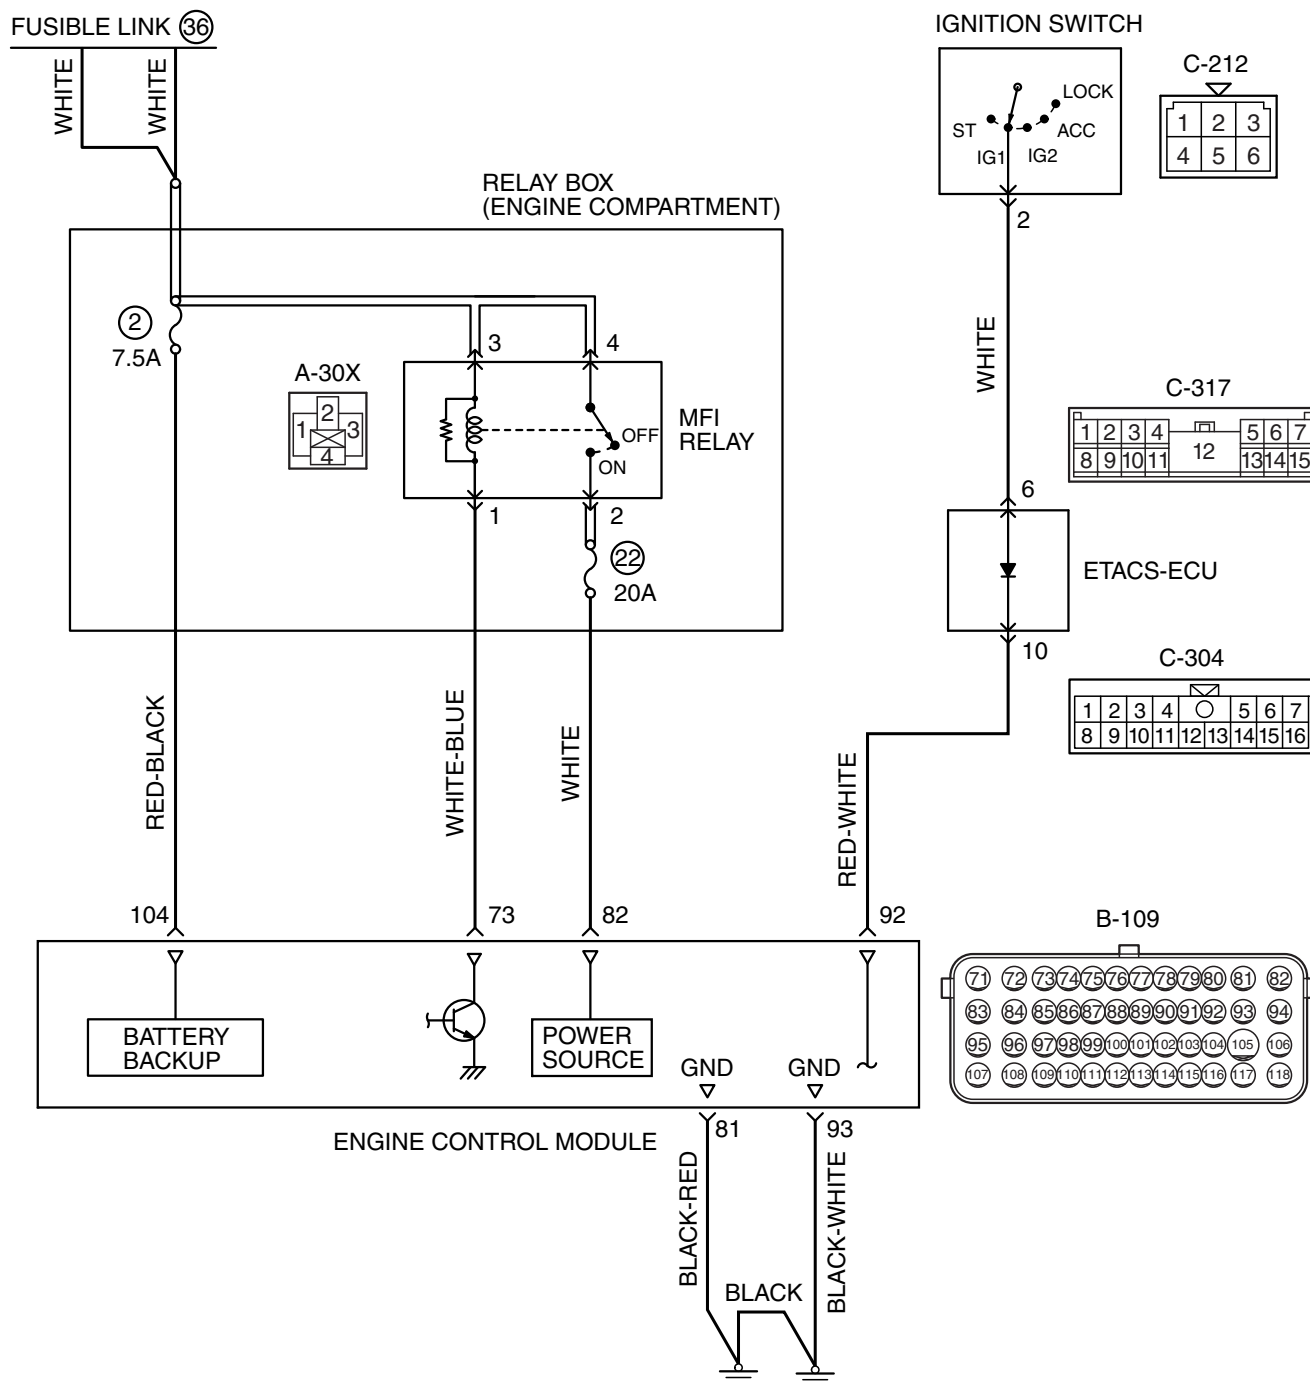 FUSIBLE LINK 36
IGNITION SWITCH
WHITE
WHITE
LOCK
ST
ACC
IG1
IG2
2
C-212
1 2 3
4 5 6
RELAY BOX
(ENGINE COMPARTMENT)
2
7.5A
3
4
A-30X
1
2
3
4
MFI
RELAY
OFF
ON
1
2
22
20A
WHITE
C-317
1 2 3 4 5 6 7
8 9 10 11 12 13 14 15
6
ETACS-ECU
10
C-304
1 2 3 4 5 6 7
8 9 10 11 12 13 14 15 16
RED-BLACK
WHITE-BLUE
WHITE
RED-WHITE
104
73
82
92
BATTERY
BACKUP
POWER
SOURCE
GND
GND
B-109
71 72 73 74 75 76 77 78 79 80 81 82
83 84 85 86 87 88 89 90 91 92 93 94
95 96 97 98 99 100 101 102 103 104 105 106
107 108 109 110 111 112 113 114 115 116 117 118
ENGINE CONTROL MODULE
81
93
BLACK-RED
BLACK-WHITE
BLACK